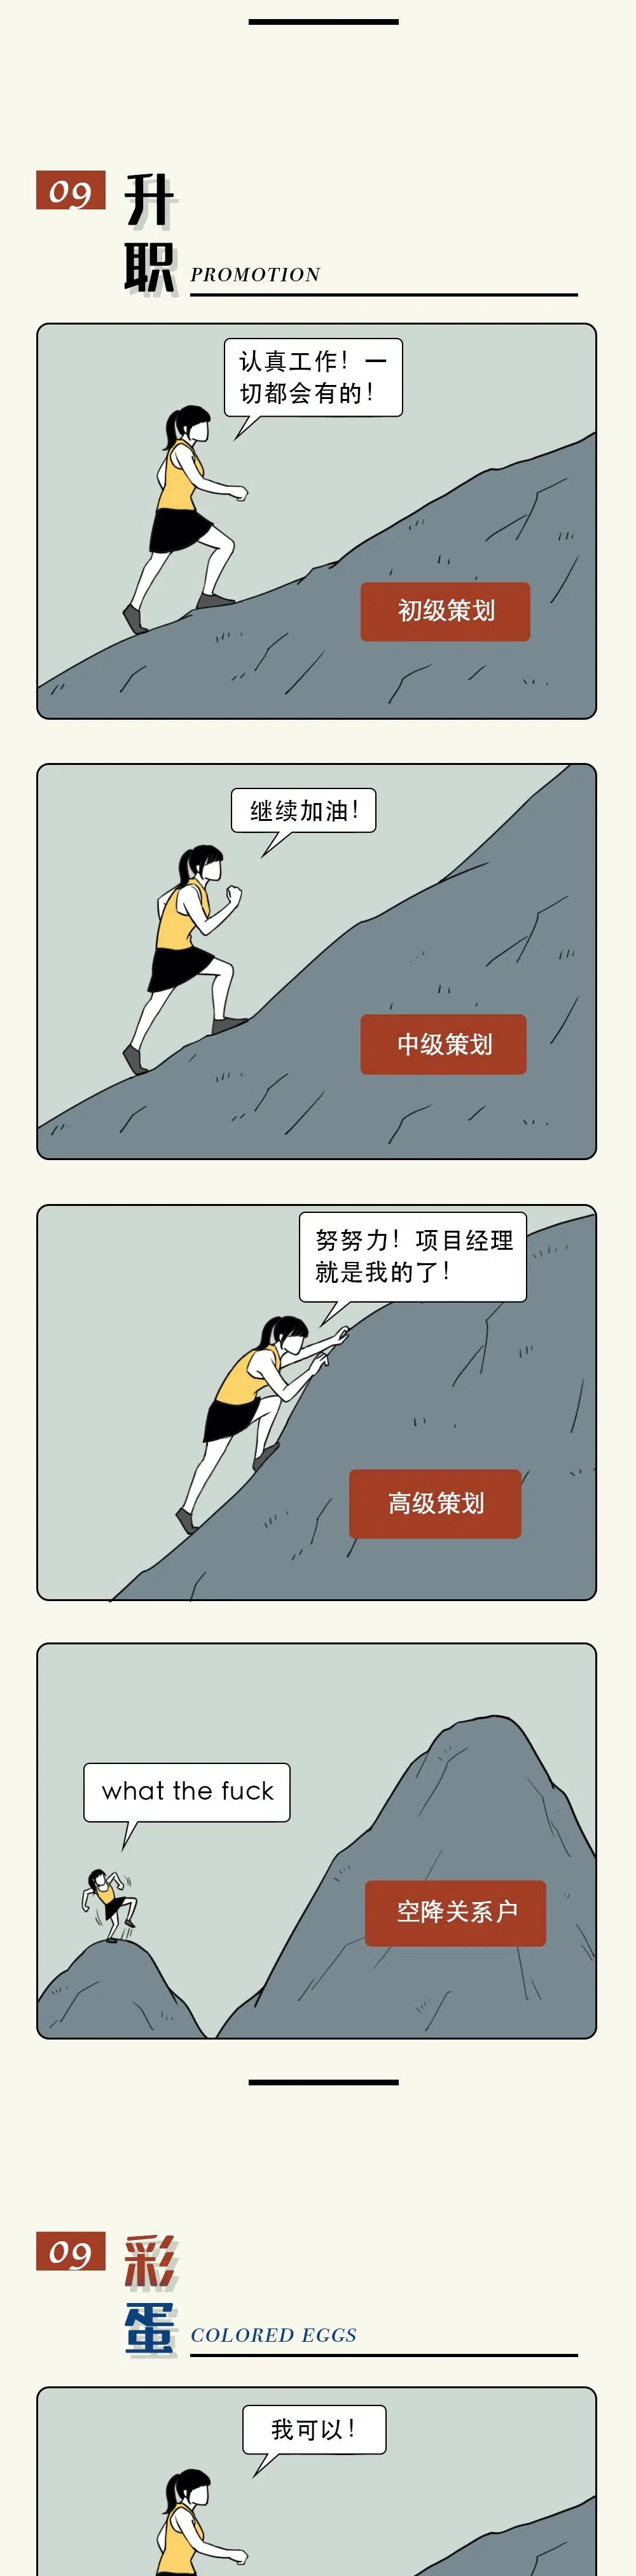 09
升
职
PROMOTION
认真工作！一
切都会有的！
初级策划
继续加油！
中级策划
努努力！项目经理
就是我的了！
高级策划
what the fuck
空降关系户
09
彩
蛋
COLORED EGGS
我可以！